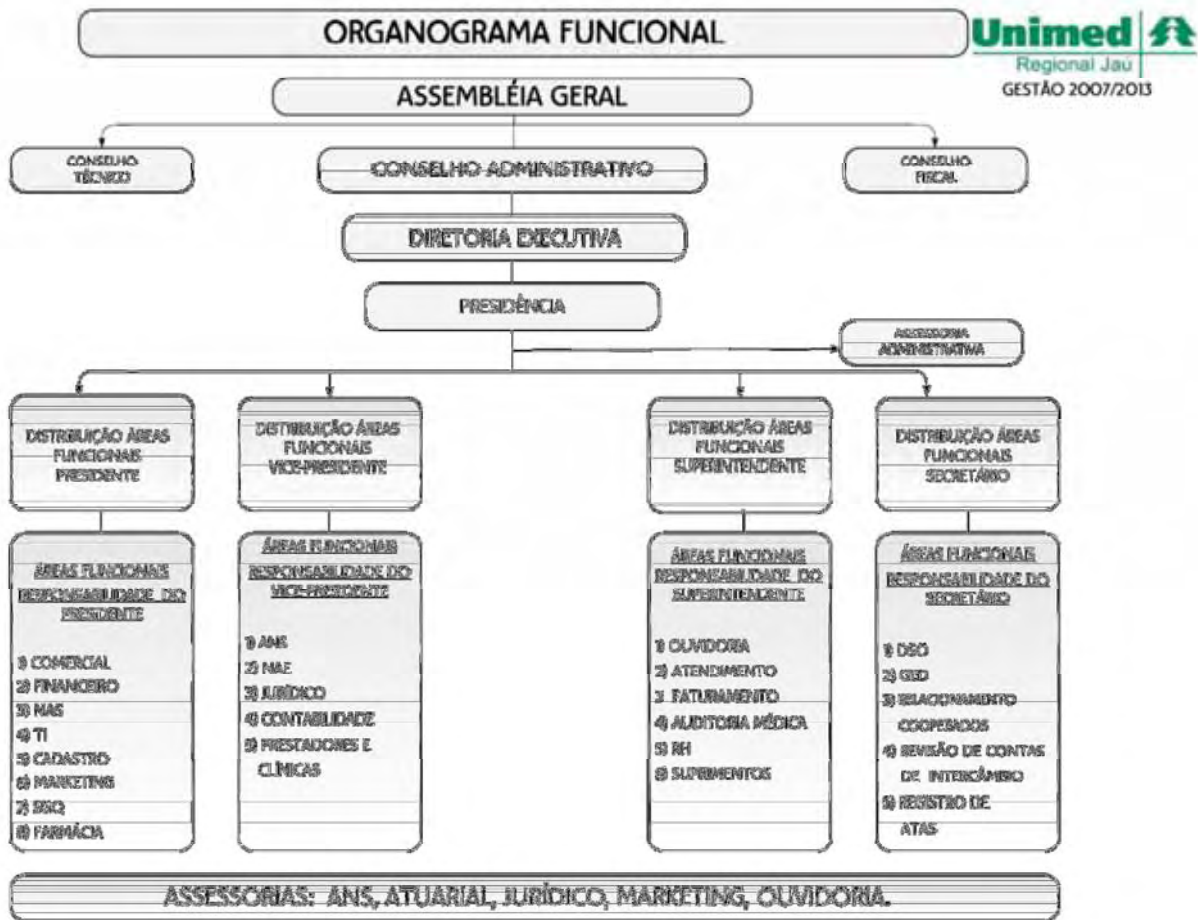 ORGANOGRAMA FUNCIONAL
Unimed
Regional Jaú
GESTÃO 2007/2013
ASSEMBLÉIA GERAL
CONSELHO
TÉCNICO
CONSELHO ADMINISTRATIVO
CONSELHO
FISCAL
DIRETORIA EXECUTIVA
PRESIDÊNCIA
ASSESSORIA
ADMINISTRATIVA
DISTRIBUIÇÃO ÁREAS
FUNCIONAIS
PRESIDENTE
DISTRIBUIÇÃO ÁREAS
FUNCIONAIS
VICE-PRESIDENTE
DISTRIBUIÇÃO ÁREAS
FUNCIONAIS
SUPERINTENDENTE
DISTRIBUIÇÃO ÁREAS
FUNCIONAIS
SECRETÁRIO
ÁREAS FUNCIONAIS
RESPONSABILIDADE DO
PRESIDENTE
1) COMERCIAL
2) FINANCEIRO
3) NAS
4) TI
5) CADASTRO
6) MARKETING
7)
8) FARMÁCIA
ÁREAS FUNCIONAIS
RESPONSABILIDADE DO
VICE-PRESIDENTE
1) ANS
2) NAE
3) JURÍDICO
4) CONTABILIDADE
5) PRESTADORES E
CLÍNICAS
ÁREAS FUNCIONAIS
RESPONSABILIDADE DO
SUPERINTENDENTE
1) OUVIDORIA
2) ATENDIMENTO
3 FATURAMENTO
4) AUDITORIA MÉDICA
5) RH
6) SUPRIMENTOS
ÁREAS FUNCIONAIS
RESPONSABILIDADE DO
SECRETÁRIO
1)
2) GED
3) RELACIONAMENTO
COOPERADOS
4) REVISÃO DE CONTAS
DE INTERCÂMBIO
5) REGISTRO DE
ATAS
ASSESSORIAS: ANS, ATUARIAL, JURÍDICO, MARKETING, OUVIDORIA.